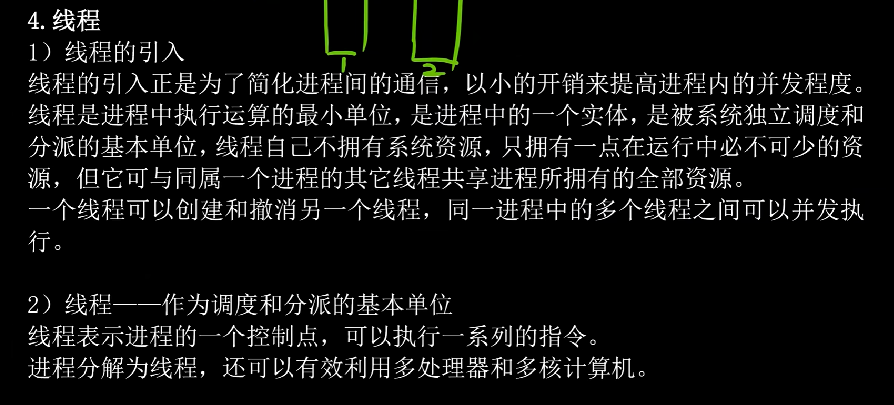 4.线程
1）线程的引入
1 2
线程的引入正是为了简化进程间的通信，以小的开销来提高进程内的并发程度。
线程是进程中执行运算的最小单位，是进程中的一个实体，是被系统独立调度和
分派的基本单位，线程自己不拥有系统资源，只拥有一点在运行中必不可少的资
源，但它可与同属一个进程的其它线程共享进程所拥有的全部资源。
一个线程可以创建和撤消另一个线程，同一进程中的多个线程之间可以并发执
行。
2）线程——作为调度和分派的基本单位
线程表示进程的一个控制点，可以执行一系列的指令。
进程分解为线程，还可以有效利用多处理器和多核计算机。